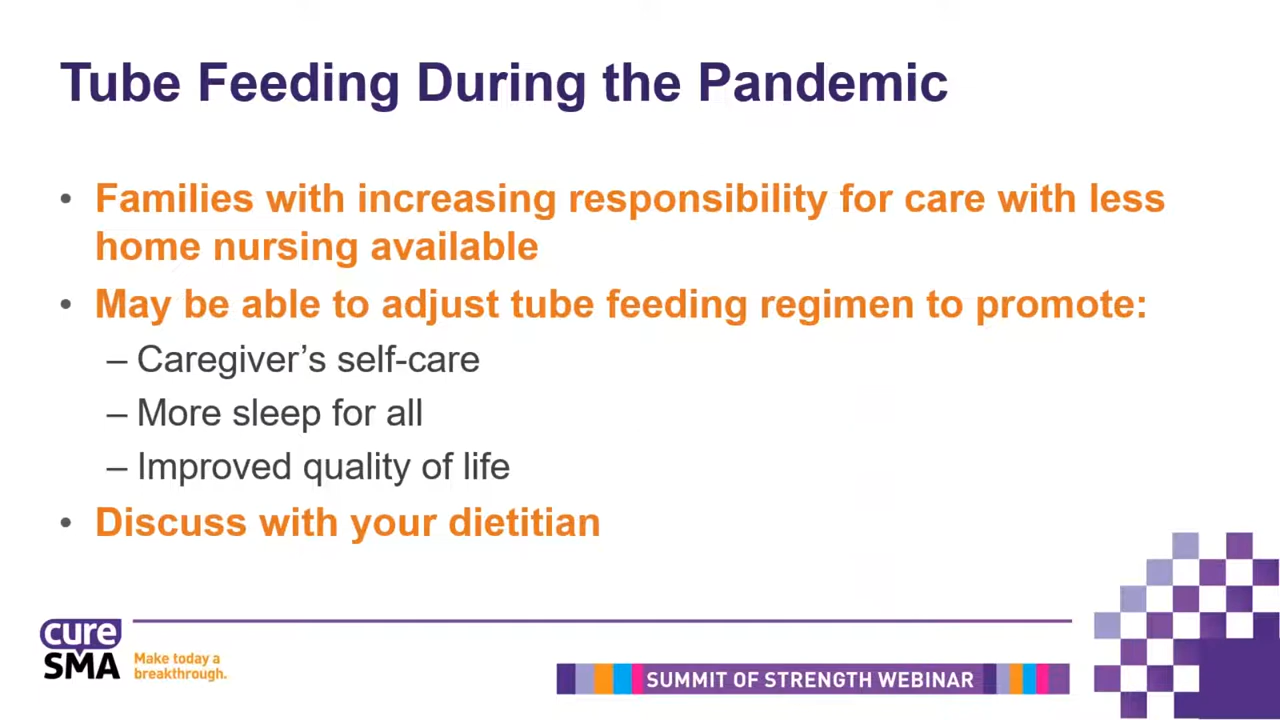 Tube Feeding During the Pandemic
• Families with increasing responsibility for care with less
home nursing available
• May be able to adjust tube feeding regimen to promote:
– Caregiver’s self-care
– More sleep for all
– Improved quality of life
• Discuss with your dietitian
cure
SMA
Make today a
breakthrough.
SUMMIT OF STRENGTH WEBINAR